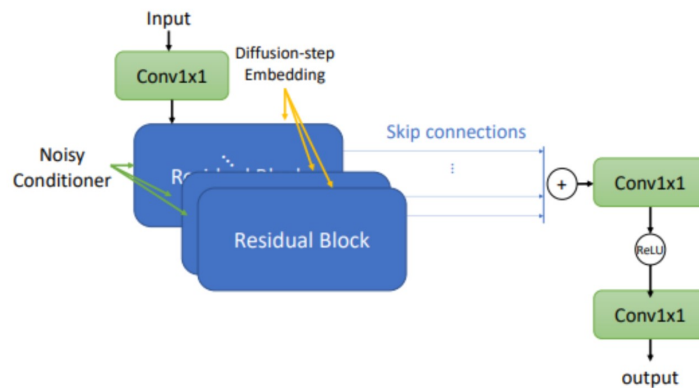 Input
Conv1x1
Diffusion-step
Embedding
Noisy
Conditioner
Residual Block
Skip connections
+
Conv1x1
ReLU
Conv1x1
output